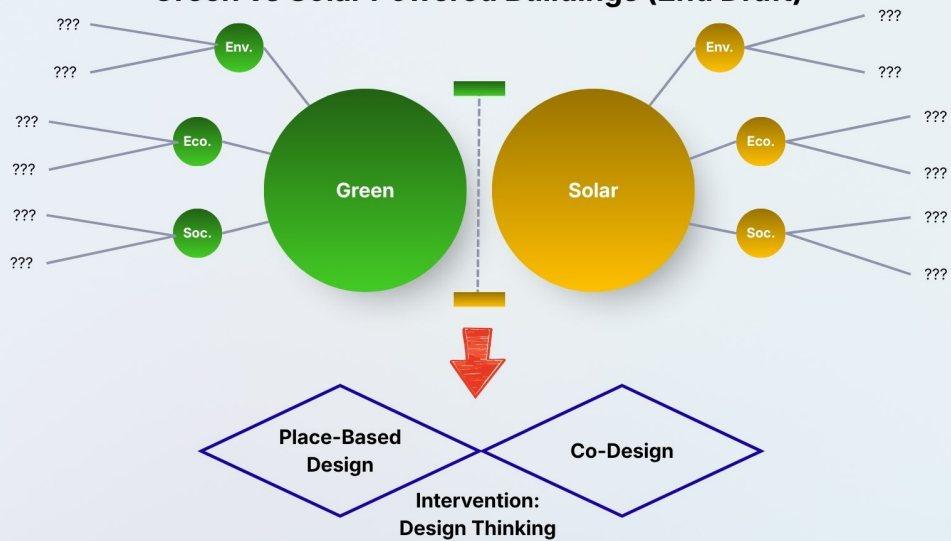 Green vs Solar Powered Buildings (2nd Draft)
???
???
Env.
???
???
Eco.
???
???
Soc.
Green
Solar
Env.
???
???
Eco.
???
???
Soc.
???
???
Place-Based
Design
Co-Design
Intervention:
Design Thinking